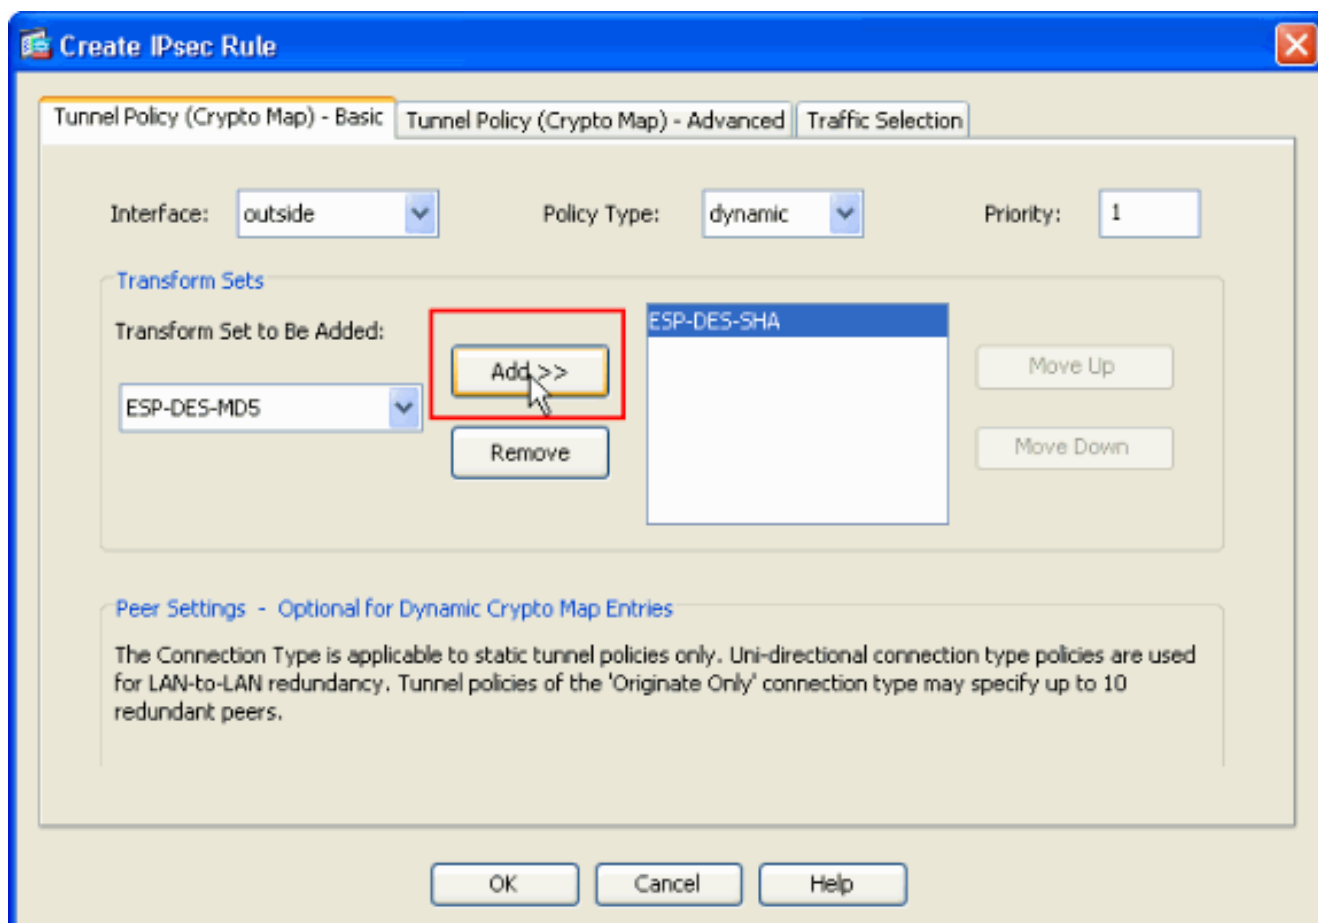 Create IPsec Rule
Tunnel Policy (Crypto Map) - Basic
Tunnel Policy (Crypto Map) - Advanced
Traffic Selection
Interface: outside
Policy Type: dynamic
Priority: 1
Transform Sets
Transform Set to Be Added:
ESP-DES-MD5
Add >>
Remove
ESP-DES-SHA
Move Up
Move Down
Peer Settings - Optional for Dynamic Crypto Map Entries
The Connection Type is applicable to static tunnel policies only. Uni-directional connection type policies are used
for LAN-to-LAN redundancy. Tunnel policies of the 'Originate Only' connection type may specify up to 10
redundant peers.
OK
Cancel
Help